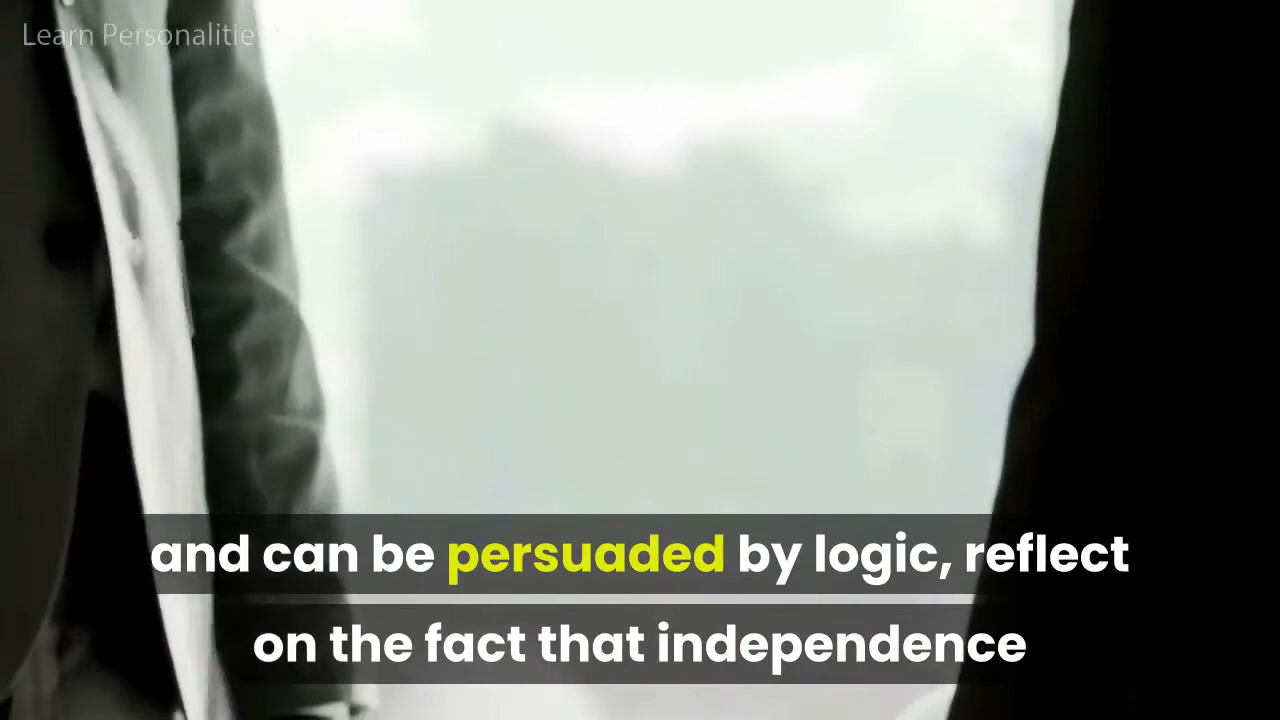 Learn Personalities
and can be persuaded by logic, reflect
on the fact that independence